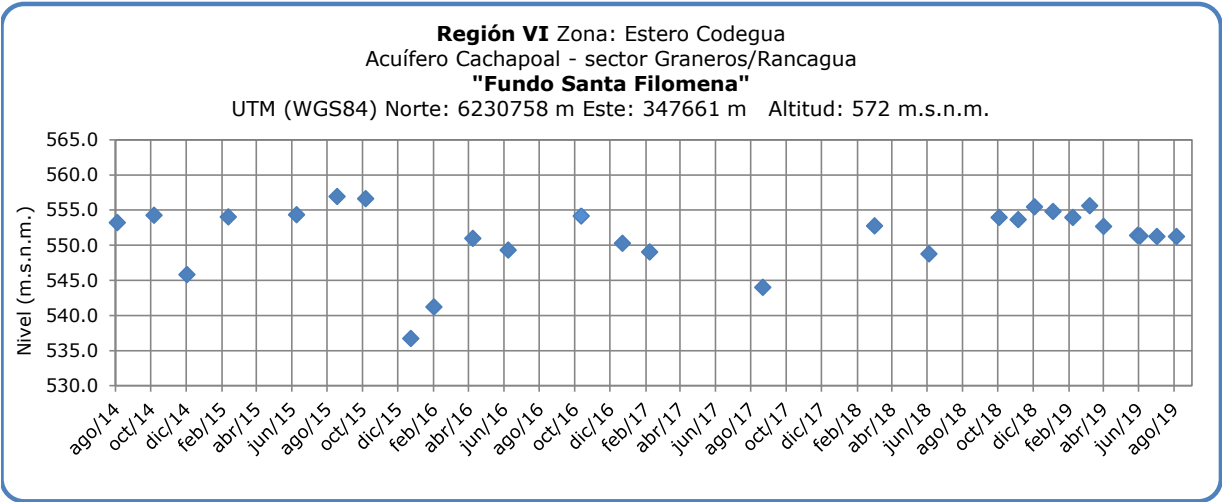 Región VI Zona: Estero Codegua
Acuífero Cachapoal - sector Graneros/Rancagua
"Fundo Santa Filomena"
UTM (WGS84) Norte: 6230758 m Este: 347661 m Altitud: 572 m.s.n.m.
Nivel (m.s.n.m.)
565.0
560.0
555.0
550.0
545.0
540.0
535.0
530.0
ago/14
oct/14
dic/14
feb/15
abr/15
jun/15
ago/15
oct/15
dic/15
feb/16
abr/16
jun/16
ago/16
oct/16
dic/16
feb/17
abr/17
jun/17
ago/17
oct/17
dic/17
feb/18
abr/18
jun/18
ago/18
oct/18
dic/18
feb/19
abr/19
jun/19
ago/19